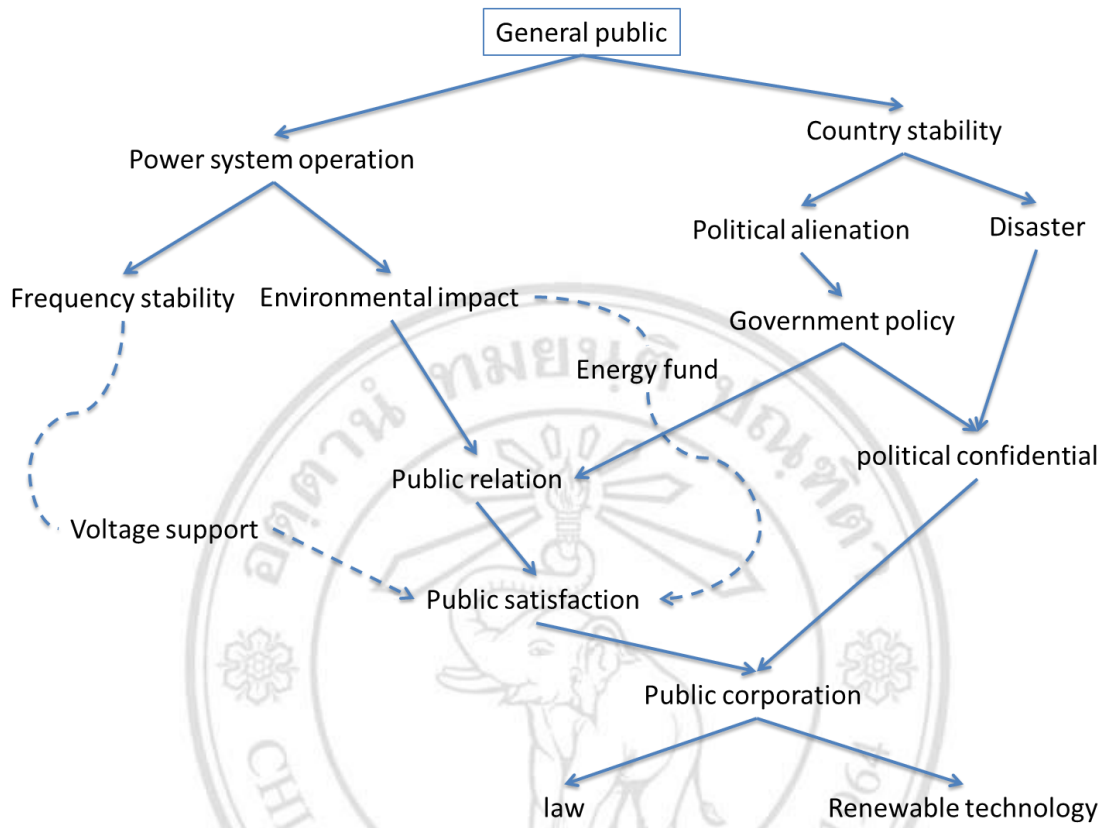 General public
Country stability
Power system operation
Political alienation
Disaster
Frequency stability
Environmental impact
Government policy
Energy fund
political confidential
Public relation
Voltage support
Public satisfaction
Public corporation
law
Renewable technology